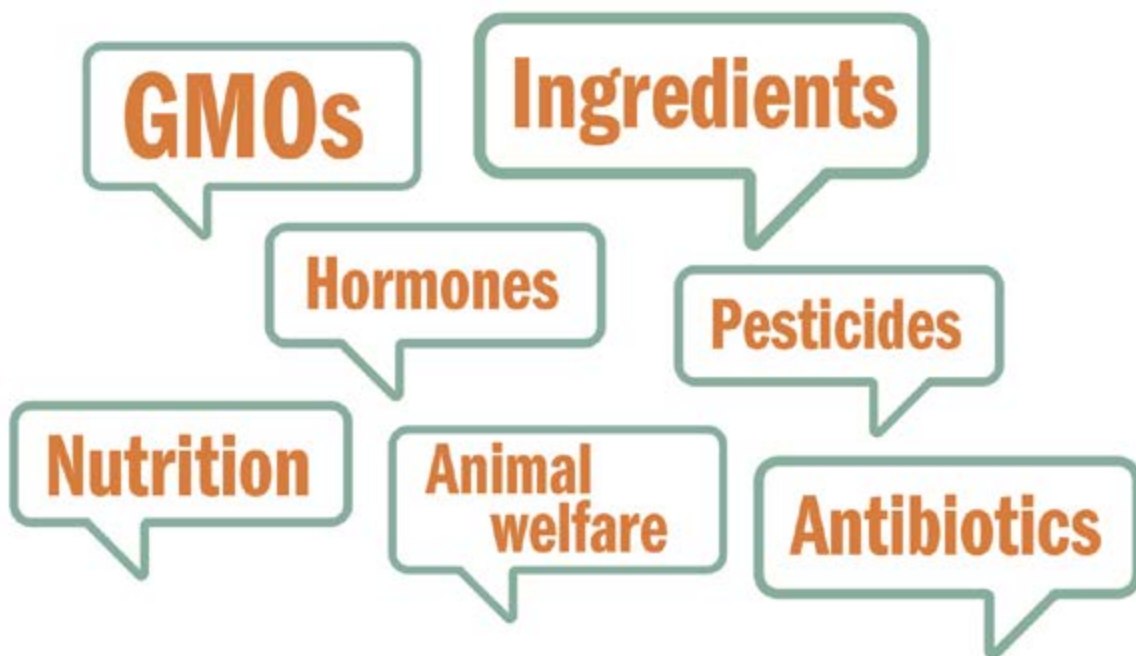 GMOs
Ingredients
Hormones
Pesticides
Nutrition
Animal
welfare
Antibiotics